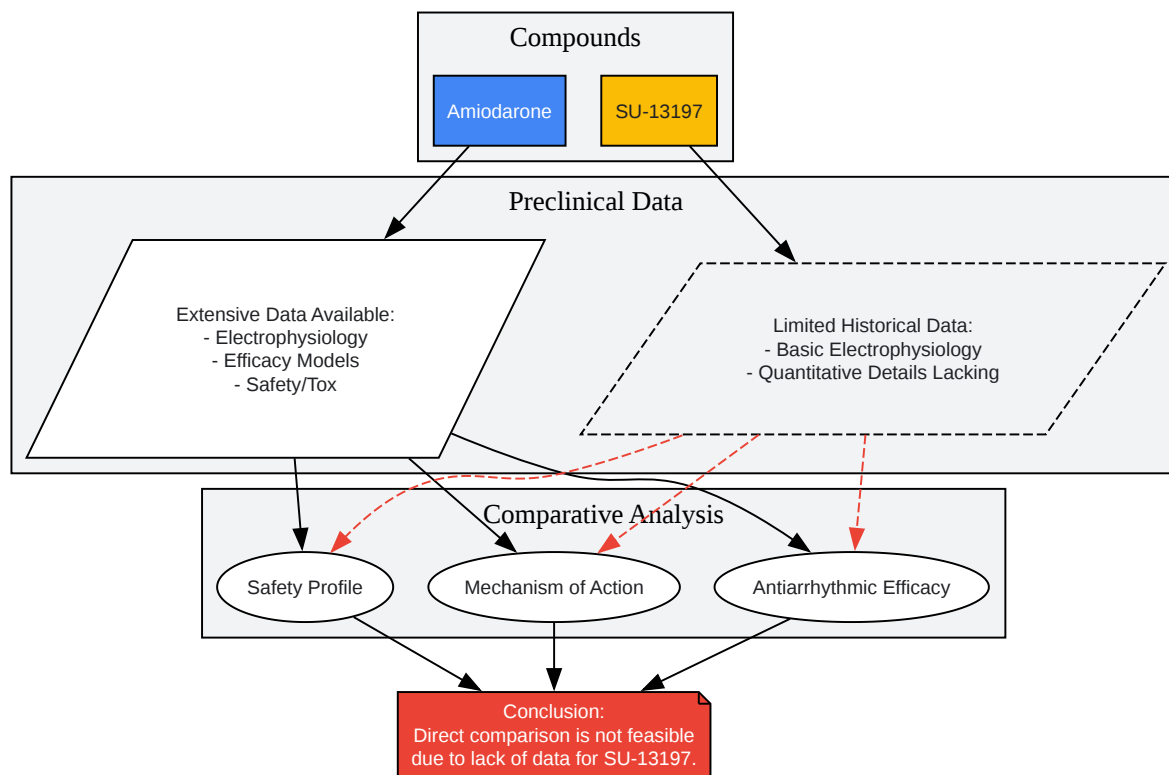 Compounds
Amiodarone
SU-13197
Preclinical Data
Extensive Data Available:
- Electrophysiology
- Efficacy Models
- Safety/Tox
Limited Historical Data:
- Basic Electrophysiology
- Quantitative Details Lacking
Comparative Analysis
Safety Profile
Mechanism of Action
Antiarrhythmic Efficacy
Conclusion:
Direct comparison is not feasible
due to lack of data for SU-13197.